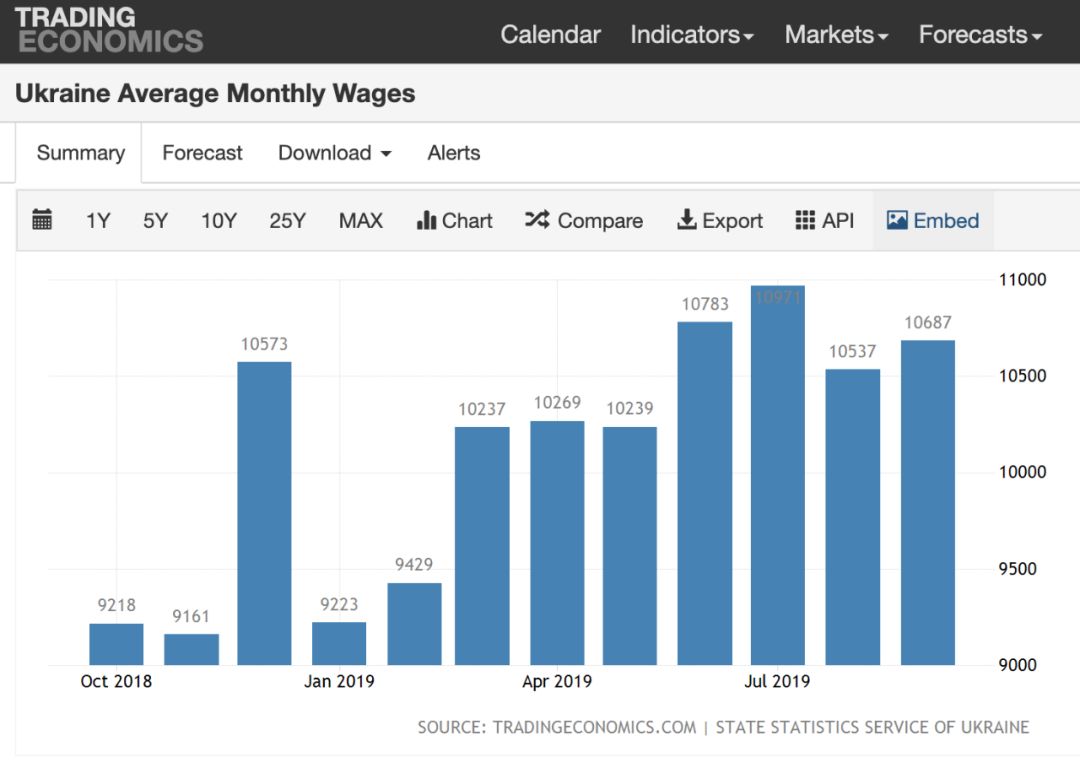 TRADING
ECONOMICS
Calendar Indicators Markets Forecasts
Ukraine Average Monthly Wages
Summary Forecast Download Alerts
1Y 5Y 10Y 25Y MAX Chart Compare Export API Embed
11000
10971
10783
10687
10573
10537
10500
10237
10269
10239
10000
9429
9500
9218
9161
9223
9000
Oct 2018 Jan 2019 Apr 2019 Jul 2019
SOURCE: TRADINGECONOMICS.COM | STATE STATISTICS SERVICE OF UKRAINE